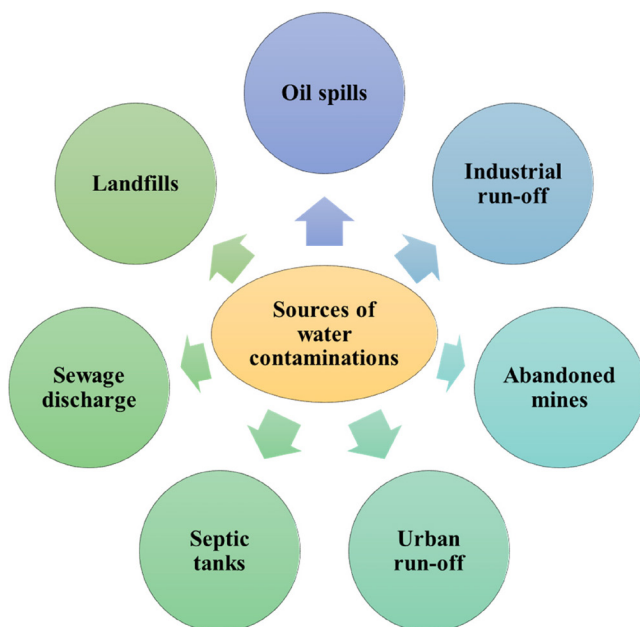 Oil spills
Industrial
run-off
Abandoned
mines
Urban
run-off
Septic
tanks
Sewage
discharge
Landfills
Sources of
water
contaminations